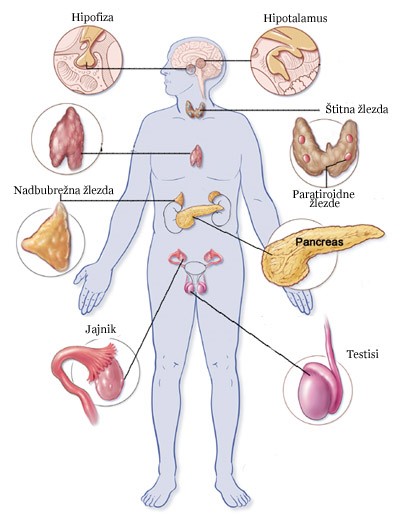 Hipofiza
Hipotalamus
Štitna žlezda
Nadbubrežna žlezda
Paratiroidne
žlezde
Pancreas
Jajnik
Testisi